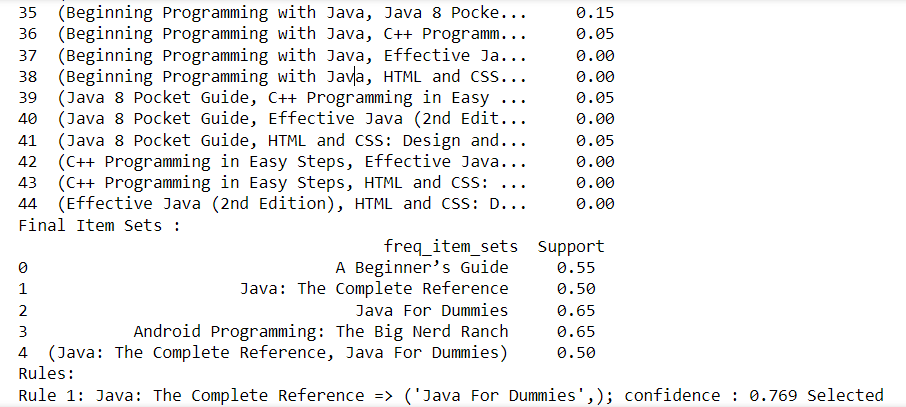 35 (Beginning Programming with Java, Java 8 Pocke... 0.15
36 (Beginning Programming with Java, C++ Programm... 0.05
37 (Beginning Programming with Java, Effective Ja... 0.00
38 (Beginning Programming with Java, HTML and CSS... 0.00
39 (Java 8 Pocket Guide, C++ Programming in Easy ... 0.05
40 (Java 8 Pocket Guide, Effective Java (2nd Edit... 0.00
41 (Java 8 Pocket Guide, HTML and CSS: Design and... 0.05
42 (C++ Programming in Easy Steps, Effective Java... 0.00
43 (C++ Programming in Easy Steps, HTML and CSS: ... 0.00
44 (Effective Java (2nd Edition), HTML and CSS: D... 0.00
Final Item Sets :
freq_item_sets Support
0 A Beginner’s Guide 0.55
1 Java: The Complete Reference 0.50
2 Java For Dummies 0.65
3 Android Programming: The Big Nerd Ranch 0.65
4 (Java: The Complete Reference, Java For Dummies) 0.50
Rules:
Rule 1: Java: The Complete Reference => ('Java For Dummies',); confidence : 0.769 Selected